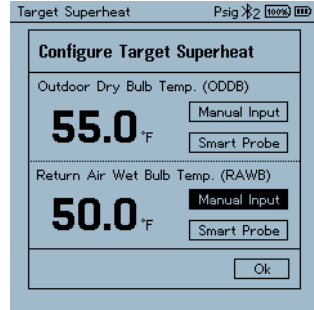 Target Superheat Psig 2 100%
Configure Target Superheat
Outdoor Dry Bulb Temp. (ODDB)
55.0 °F
Manual Input
Smart Probe
Return Air Wet Bulb Temp. (RAWB)
50.0 °F
Manual Input
Smart Probe
Ok